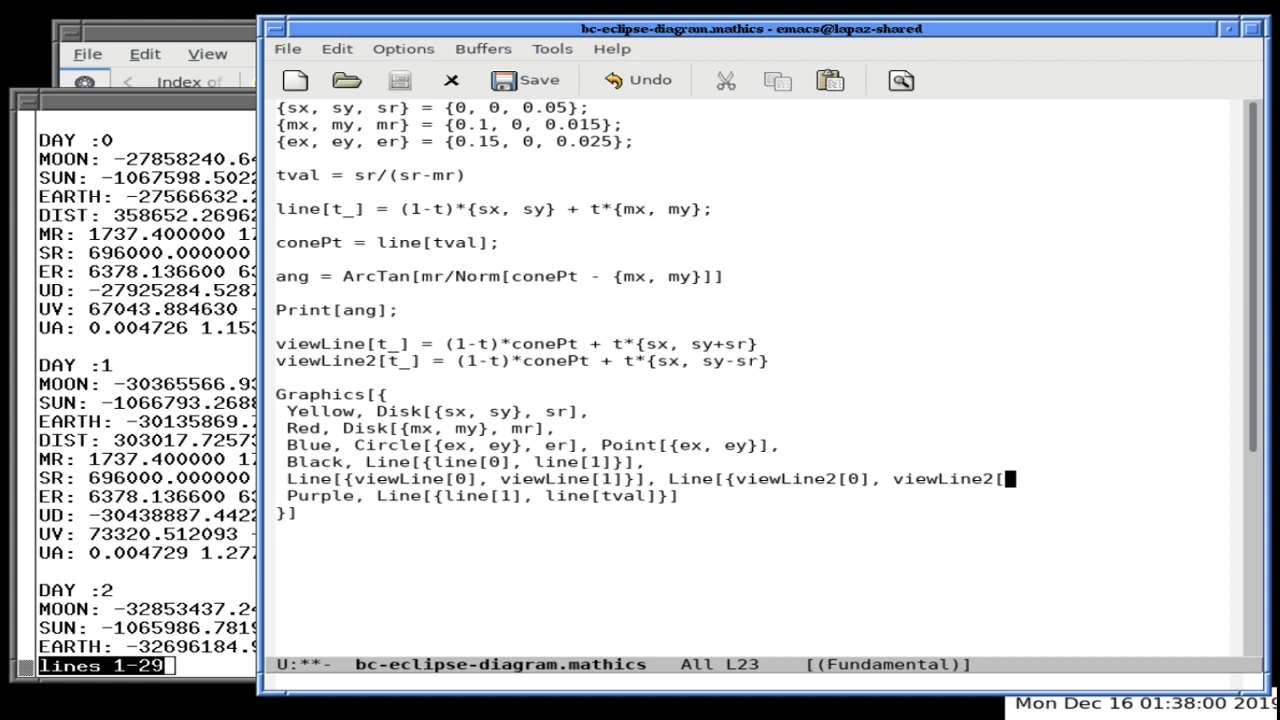 bc-eclipse-diagram.mathics - emacs@lapaz-shared
File Edit View
Index of
File Edit Options Buffers Tools Help
Save Undo
{sx, sy, sr} = {0, 0, 0.05};
{mx, my, mr} = {0.1, 0, 0.015};
{ex, ey, er} = {0.15, 0, 0.025};
tval = sr/(sr-mr)
line[t_] = (1-t)*{sx, sy} + t*{mx, my};
conePt = line[tval];
ang = ArcTan[mr/Norm[conePt - {mx, my}]]
Print[ang];
viewLine[t_] = (1-t)*conePt + t*{sx, sy+sr}
viewLine2[t_] = (1-t)*conePt + t*{sx, sy-sr}
Graphics[{
Yellow, Disk[{sx, sy}, sr],
Red, Disk[{mx, my}, mr],
Blue, Circle[{ex, ey}, er], Point[{ex, ey}],
Black, Line[{line[0], line[1]}],
Line[{viewLine[0], viewLine[1]}], Line[{viewLine2[0], viewLine2[
Purple, Line[{line[1], line[tval]}]
}]
U:**- bc-eclipse-diagram.mathics All L23 [(Fundamental)]
DAY :0
MOON: -27858240.64
SUN: -1067598.502
EARTH: -27566632.
DIST: 358652.2696
MR: 1737.400000 17
SR: 696000.000000
ER: 6378.136600 63
UD: -27925284.528
UV: 67043.884630 -
UA: 0.004726 1.153
DAY :1
MOON: -30365566.93
SUN: -1066793.268
EARTH: -30135869.
DIST: 303017.7257
MR: 1737.400000 17
SR: 696000.000000
ER: 6378.136600 63
UD: -30438887.442
UV: 73320.512093 -
UA: 0.004729 1.277
DAY :2
MOON: -32853437.24
SUN: -1065986.781
EARTH: -32696184.9
lines 1-29
Mon Dec 16 01:38:00 2019